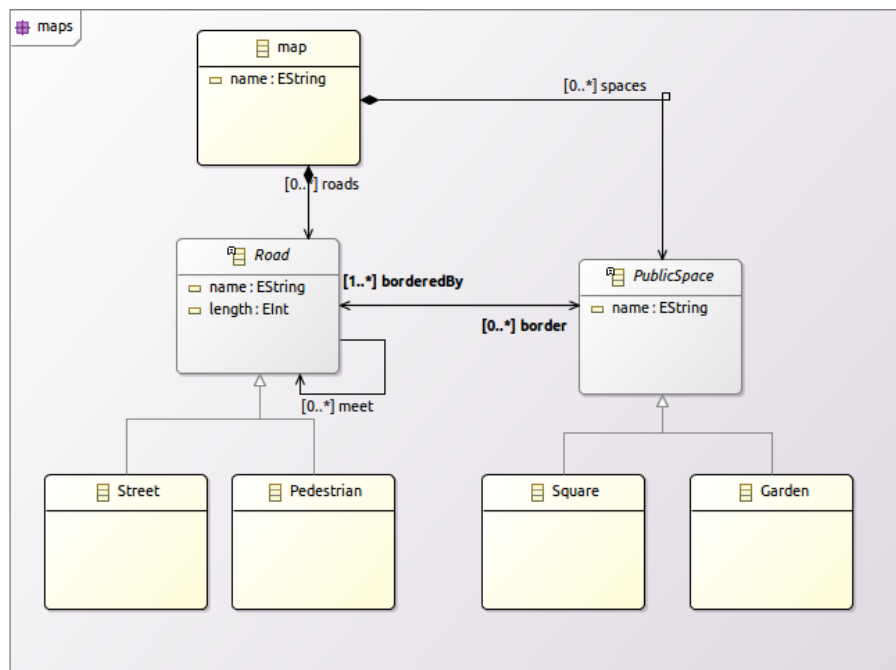 maps
map
name : EString
[0..*] spaces
[0..*] roads
Road
name : EString
length : EInt
[1..*] borderedBy
[0..*] border
PublicSpace
name : EString
[0..*] meet
Street
Pedestrian
Square
Garden